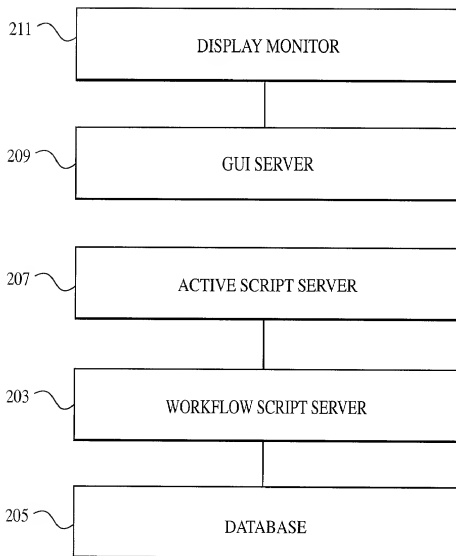 211
DISPLAY MONITOR
209
GUI SERVER
207
ACTIVE SCRIPT SERVER
203
WORKFLOW SCRIPT SERVER
205
DATABASE